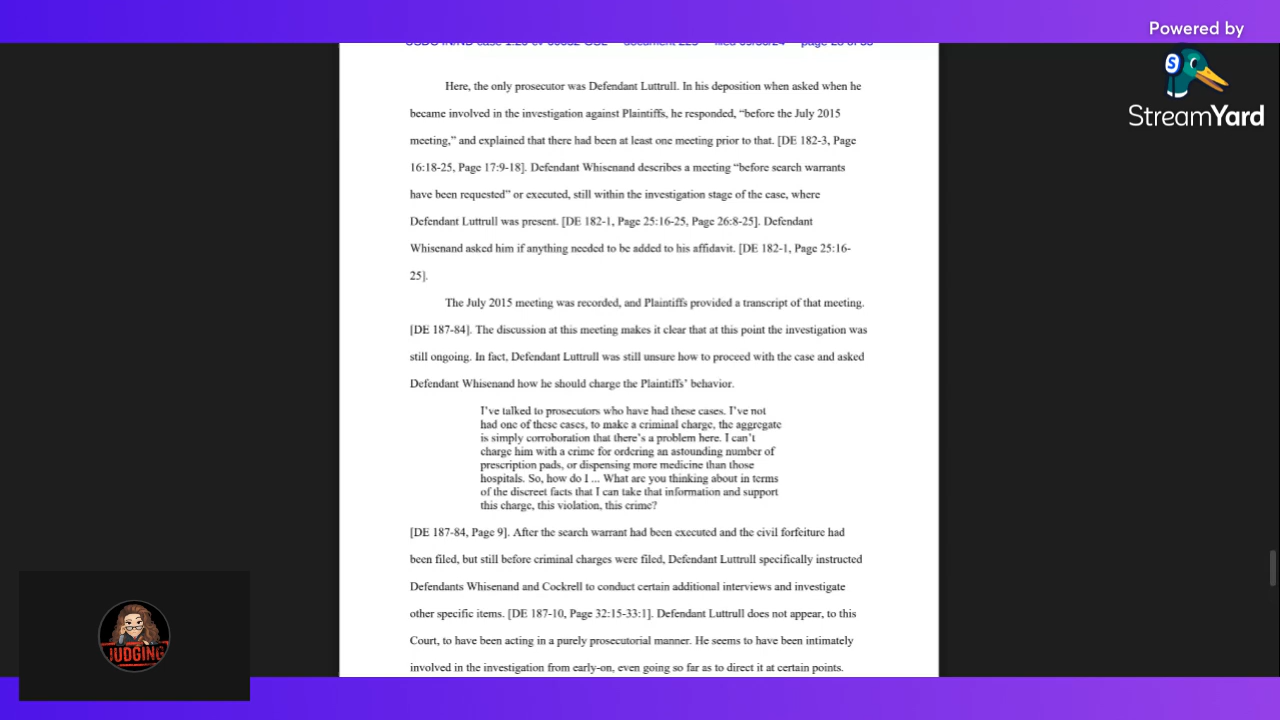 Powered by
StreamYard
Here, the only prosecutor was Defendant Luttrull. In his deposition when asked when he
became involved in the investigation against Plaintiffs, he responded, “before the July 2015
meeting,” and explained that there had been at least one meeting prior to that. [DE 182-3, Page
16:18-25, Page 17:9-18]. Defendant Whisenand describes a meeting “before search warrants
have been requested” or executed, still within the investigation stage of the case, where
Defendant Luttrull was present. [DE 182-1, Page 25:16-25, Page 26:8-25]. Defendant
Whisenand asked him if anything needed to be added to his affidavit. [DE 182-1, Page 25:16-
25].
The July 2015 meeting was recorded, and Plaintiffs provided a transcript of that meeting.
[DE 187-84]. The discussion at this meeting makes it clear that at this point the investigation was
still ongoing. In fact, Defendant Luttrull was still unsure how to proceed with the case and asked
Defendant Whisenand how he should charge the Plaintiffs’ behavior.
I’ve talked to prosecutors who have had these cases. I’ve not
had one of these cases, to make a criminal charge, the aggregate
is simply corroboration that there’s a problem here. I can’t
charge him with a crime for ordering an astounding number of
prescription pads, or dispensing more medicine than those
hospitals. So, how do I ... What are you thinking about in terms
of the discreet facts that I can take that information and support
this charge, this violation, this crime?
[DE 187-84, Page 9]. After the search warrant had been executed and the civil forfeiture had
been filed, but still before criminal charges were filed, Defendant Luttrull specifically instructed
Defendants Whisenand and Cockrell to conduct certain additional interviews and investigate
other specific items. [DE 187-10, Page 32:15-33:1]. Defendant Luttrull does not appear, to this
Court, to have been acting in a purely prosecutorial manner. He seems to have been intimately
involved in the investigation from early-on, even going so far as to direct it at certain points.
JUDGING